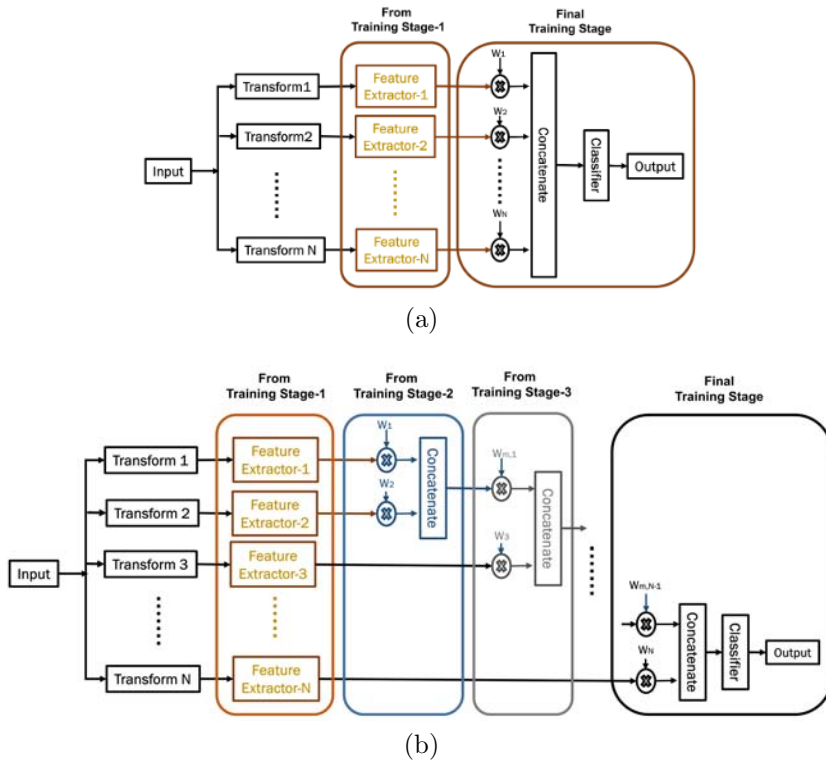 From
Training Stage-1
Final
Training Stage
Input
Transform1
Feature
Extractor-1
W1
Transform2
Feature
Extractor-2
W2
Transform N
Feature
Extractor-N
WN
Concatenate
Classifier
Output
(a)
From
Training Stage-1
From
Training Stage-2
From
Training Stage-3
Final
Training Stage
Input
Transform 1
Feature
Extractor-1
W1
Transform 2
Feature
Extractor-2
W2
Concatenate
Wm,1
Transform 3
Feature
Extractor-3
W3
Concatenate
Transform N
Feature
Extractor-N
Wm,N-1
WN
Concatenate
Classifier
Output
(b)